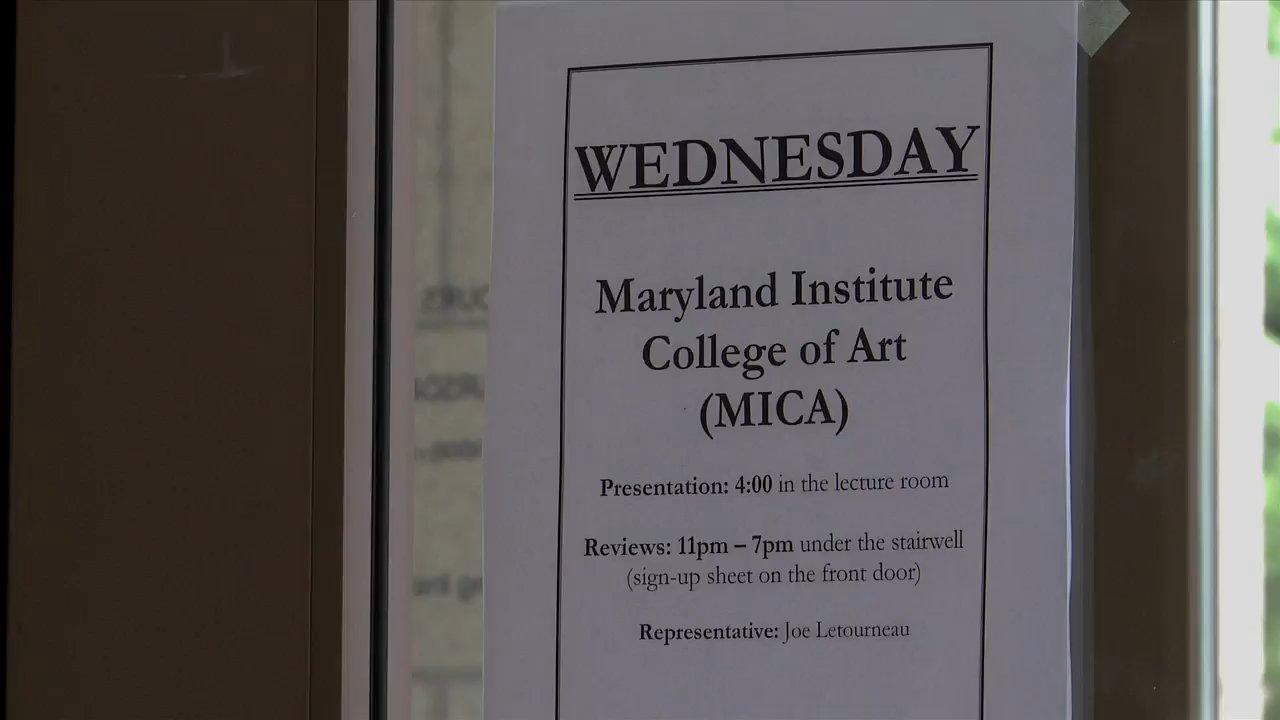 WEDNESDAY
Maryland Institute
College of Art
(MICA)
Presentation: 4:00 in the lecture room
Reviews: 11pm – 7pm under the stairwell
(sign-up sheet on the front door)
Representative: Joe Letourneau